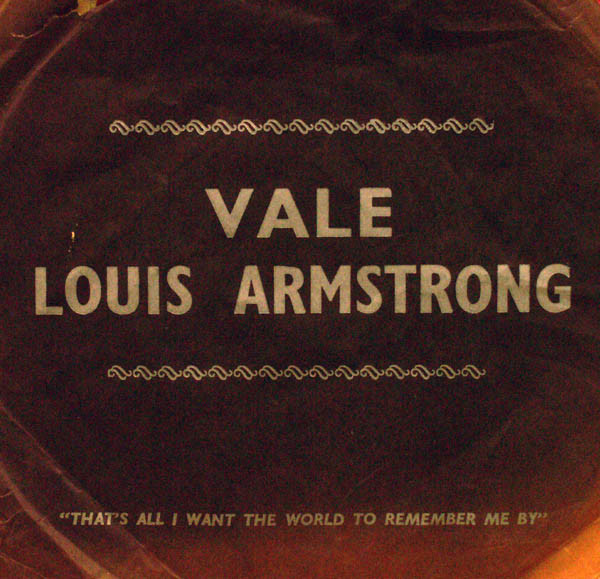 VALE
LOUIS ARMSTRONG
"THAT'S ALL I WANT THE WORLD TO REMEMBER ME BY"